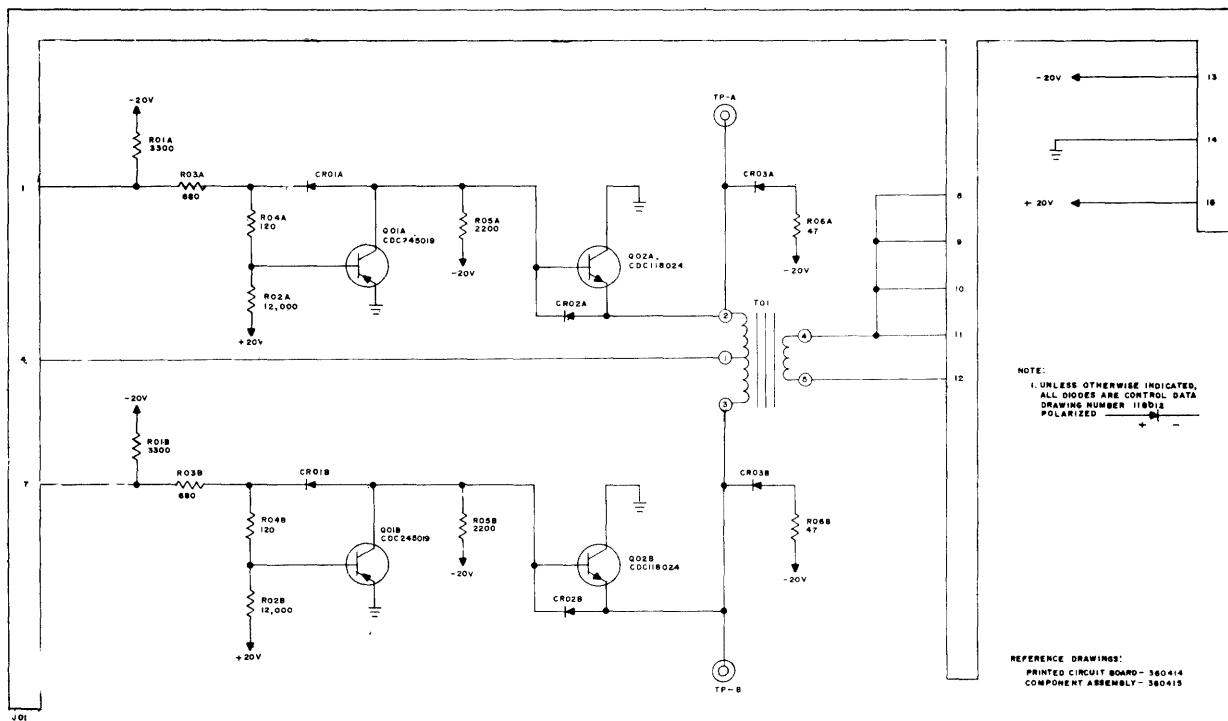 -20V
R01A
3300
1
R03A
680
CR01A
R04A
120
R02A
12,000
+20V
Q01A
CDC245019
R05A
2200
-20V
Q02A
CDC118024
CR02A
TP-A
CR03A
R06A
47
-20V
T01
2
1
3
4
5
4
8
9
10
11
12
-20V
13
14
+20V
15
NOTE:
1. UNLESS OTHERWISE INDICATED,
ALL DIODES ARE CONTROL DATA
DRAWING NUMBER 118012
POLARIZED
+ -
-20V
R01B
3300
7
R03B
680
CR01B
R04B
120
R02B
12,000
+20V
Q01B
CDC245019
R05B
2200
-20V
Q02B
CDC118024
CR02B
CR03B
R06B
47
-20V
TP-B
REFERENCE DRAWINGS:
PRINTED CIRCUIT BOARD - 360414
COMPONENT ASSEMBLY - 360415
J01